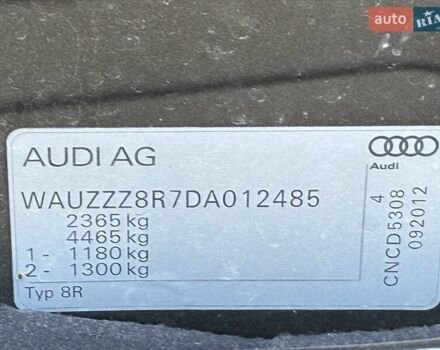 auto RIA
AUDI AG
Audi
WAUZZZ8R7DA012485
2365 kg
4465 kg
1 - 1180 kg
2 - 1300 kg
Typ 8R
4
CNCD5308
092012